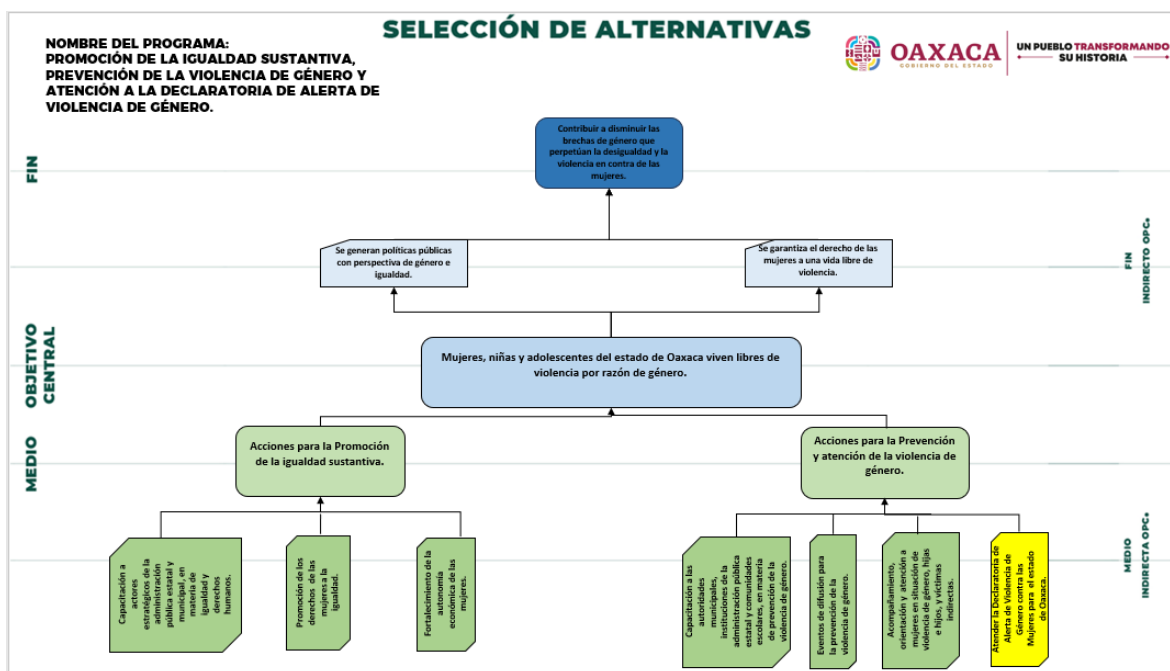 SELECCIÓN DE ALTERNATIVAS
NOMBRE DEL PROGRAMA:
PROMOCIÓN DE LA IGUALDAD SUSTANTIVA,
PREVENCIÓN DE LA VIOLENCIA DE GÉNERO Y
ATENCIÓN A LA DECLARATORIA DE ALERTA DE
VIOLENCIA DE GÉNERO.
OAXACA
GOBIERNO DEL ESTADO
UN PUEBLO TRANSFORMANDO
SU HISTORIA
FIN
Contribuir a disminuir las
brechas de género que
perpetúan la desigualdad y la
violencia en contra de las
mujeres.
FIN
INDIRECTO OPC.
Se generan políticas públicas
con perspectiva de género e
igualdad.
Se garantiza el derecho de las
mujeres a una vida libre de
violencia.
OBJETIVO
CENTRAL
Mujeres, niñas y adolescentes del estado de Oaxaca viven libres de
violencia por razón de género.
MEDIO
Acciones para la Promoción
de la igualdad sustantiva.
Acciones para la Prevención
y atención de la violencia de
género.
MEDIO
INDIRECTA OPC.
Capacitación a
actores
estratégicos de la
administración
pública estatal y
municipal, en
materia de
igualdad y
derechos
humanos.
Promoción de los
derechos de las
mujeres a la
igualdad.
Fortalecimiento de la
autonomía
económica de las
mujeres.
Capacitación a las
autoridades
municipales,
instituciones de la
administración pública
estatal y comunidades
escolares, en materia
de prevención de la
violencia de género.
Eventos de difusión para
la prevención de la
violencia de género.
Acompañamiento,
orientación y atención a
mujeres en situación de
violencia de género, hijas
e hijos, y víctimas
indirectas.
Atender la Declaratoria de
Alerta de Violencia de
Género contra las
Mujeres para el estado
de Oaxaca.